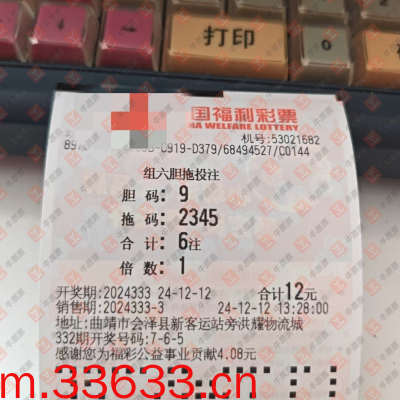 打印
中国福利彩票
CHINA WELFARE LOTTERY
机号:53021682
C919-D379/68494527/C0144
组六胆拖投注
胆 码: 9
拖 码: 2345
合 计: 6注
倍 数: 1
开奖期:2024333 24-12-12 合计12元
销售期:2024333-3 24-12-12 13:28:00
地址:曲靖市会泽县新客运站旁洪耀物流城
332期开奖号码:7-6-5
感谢您为福彩公益事业贡献4.08元
m.33633.cn